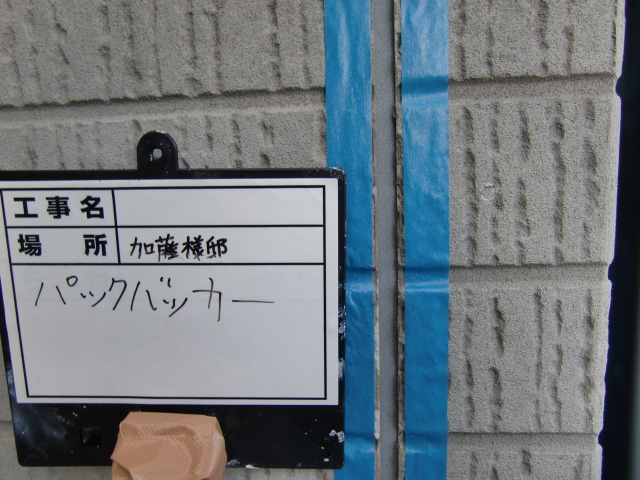 工事名
場所 加藤様邸
パックバッカー